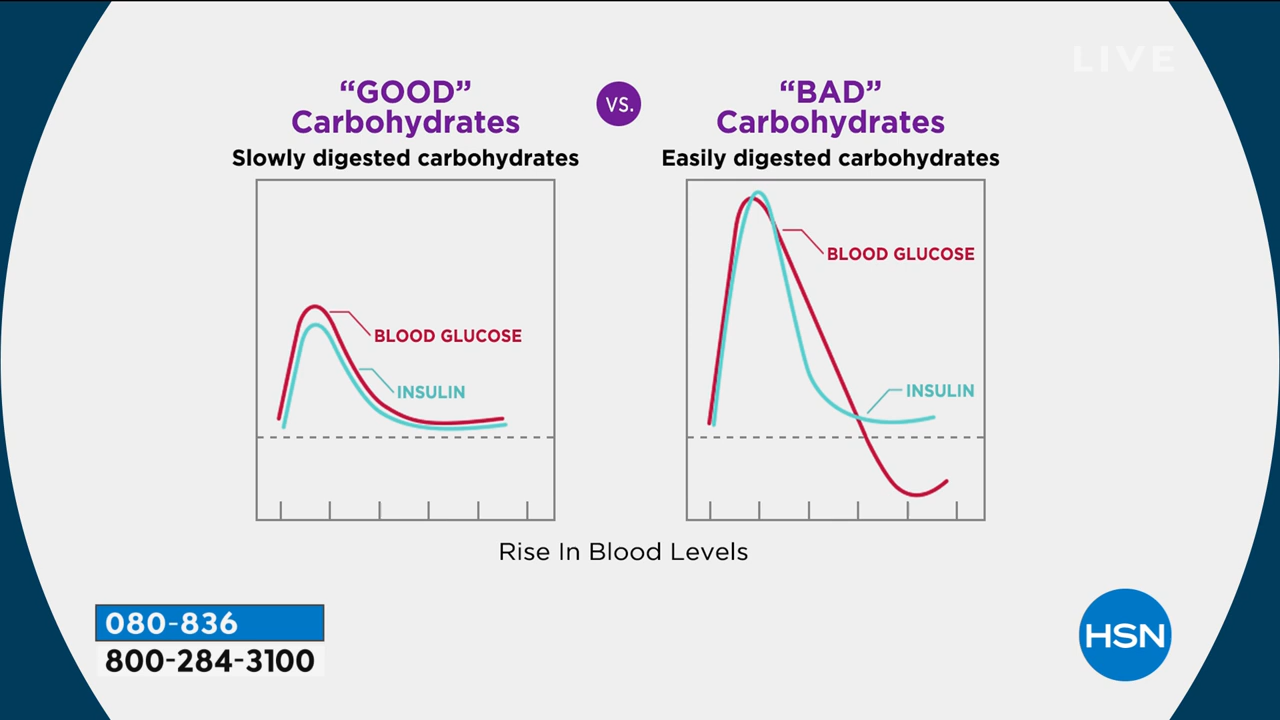 LIVE
“GOOD”
Carbohydrates
Slowly digested carbohydrates
VS.
“BAD”
Carbohydrates
Easily digested carbohydrates
BLOOD GLUCOSE
INSULIN
BLOOD GLUCOSE
INSULIN
Rise In Blood Levels
080-836
800-284-3100
HSN